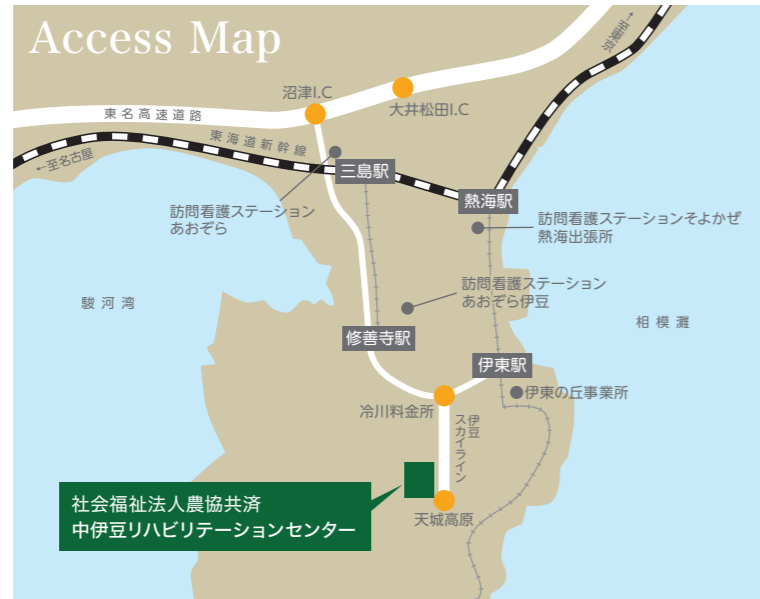 Access Map
←至東京
沼津I.C
大井松田I.C
東名高速道路
東海道新幹線
←至名古屋
三島駅
熱海駅
訪問看護ステーション
あおぞら
訪問看護ステーションそよかぜ
熱海出張所
訪問看護ステーション
あおぞら伊豆
駿河湾
相模灘
修善寺駅
伊東駅
伊東の丘事業所
冷川料金所
伊豆
スカイライン
社会福祉法人農協共済
中伊豆リハビリテーションセンター
天城高原